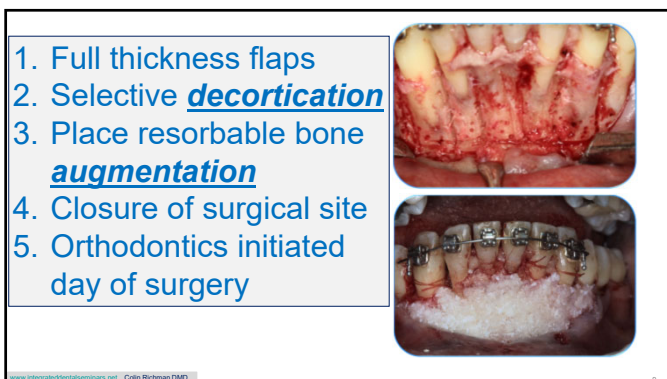 1. Full thickness flaps
2. Selective decortication
3. Place resorbable bone
augmentation
4. Closure of surgical site
5. Orthodontics initiated
day of surgery
www.integrateddentalseminars.net Colin Richman DMD